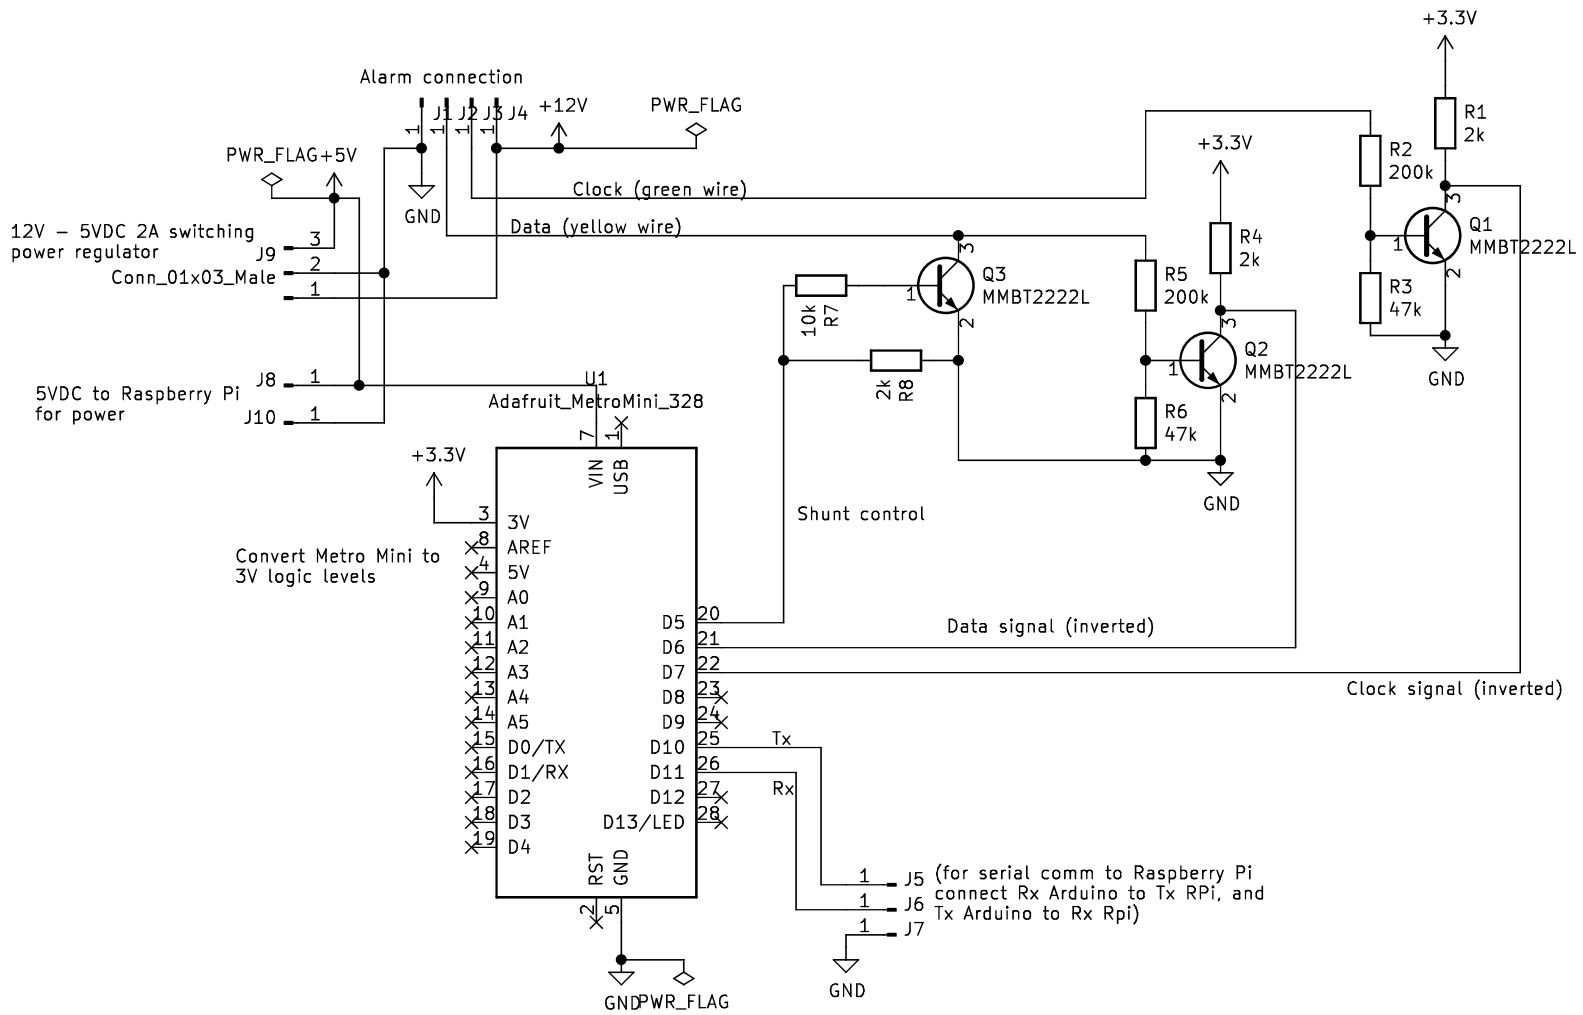 +3.3V
Alarm connection
J1 J2 J3 J4
+12V
PWR_FLAG
1 1 1 1
R1
2k
+3.3V
R2
200k
PWR_FLAG +5V
Clock (green wire)
GND
3
Q1
1
MMBT2222L
2
12V – 5VDC 2A switching
power regulator
J9
3
2
Conn_01x03_Male
1
Data (yellow wire)
R4
2k
3
Q3
1
MMBT2222L
2
R5
200k
R3
47k
10k
R7
3
Q2
1
MMBT2222L
2
GND
J8 1
5VDC to Raspberry Pi
for power
J10 1
2k
R8
U1
Adafruit_MetroMini_328
R6
47k
7 1
+3.3V
VIN USB
GND
Shunt control
3 3V
8 AREF
4 5V
9 A0
10 A1
11 A2
12 A3
13 A4
14 A5
15 D0/TX
16 D1/RX
17 D2
18 D3
19 D4
Convert Metro Mini to
3V logic levels
D5 20
D6 21
D7 22
D8 23
D9 24
D10 25
D11 26
D12 27
D13/LED 28
Data signal (inverted)
Clock signal (inverted)
Tx
Rx
RST GND
2 5
1 J5
1 J6
1 J7
(for serial comm to Raspberry Pi
connect Rx Arduino to Tx RPi, and
Tx Arduino to Rx Rpi)
GND
GND PWR_FLAG